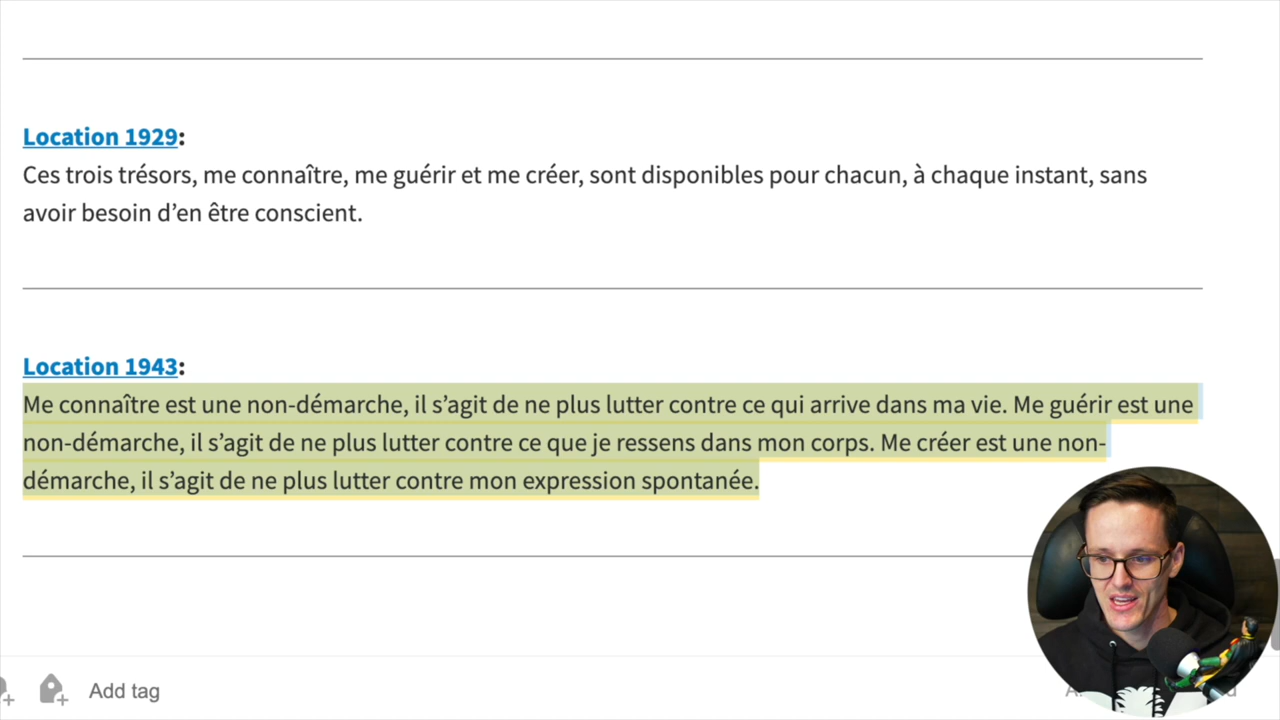 Location 1929:
Ces trois trésors, me connaître, me guérir et me créer, sont disponibles pour chacun, à chaque instant, sans
avoir besoin d’en être conscient.
Location 1943:
Me connaître est une non-démarche, il s’agit de ne plus lutter contre ce qui arrive dans ma vie. Me guérir est une
non-démarche, il s’agit de ne plus lutter contre ce que je ressens dans mon corps. Me créer est une non-
démarche, il s’agit de ne plus lutter contre mon expression spontanée.
Add tag